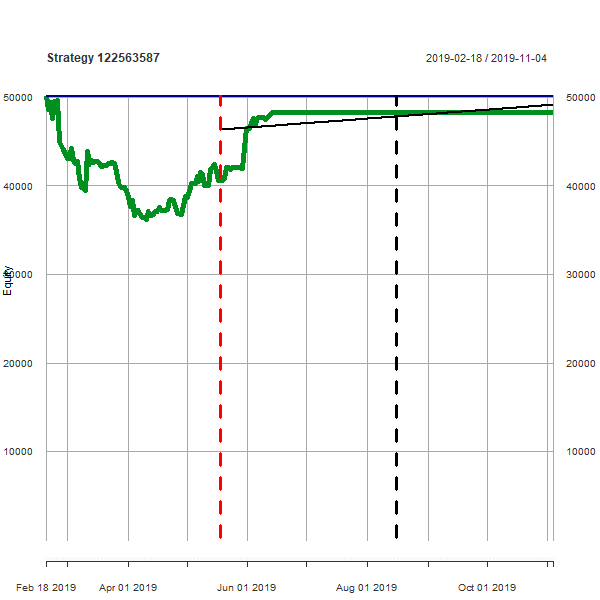 Strategy 122563587
2019-02-18 / 2019-11-04
50000 50000
40000 40000
30000 30000
20000 20000
10000 10000
Equity
Feb 18 2019 Apr 01 2019 Jun 01 2019 Aug 01 2019 Oct 01 2019